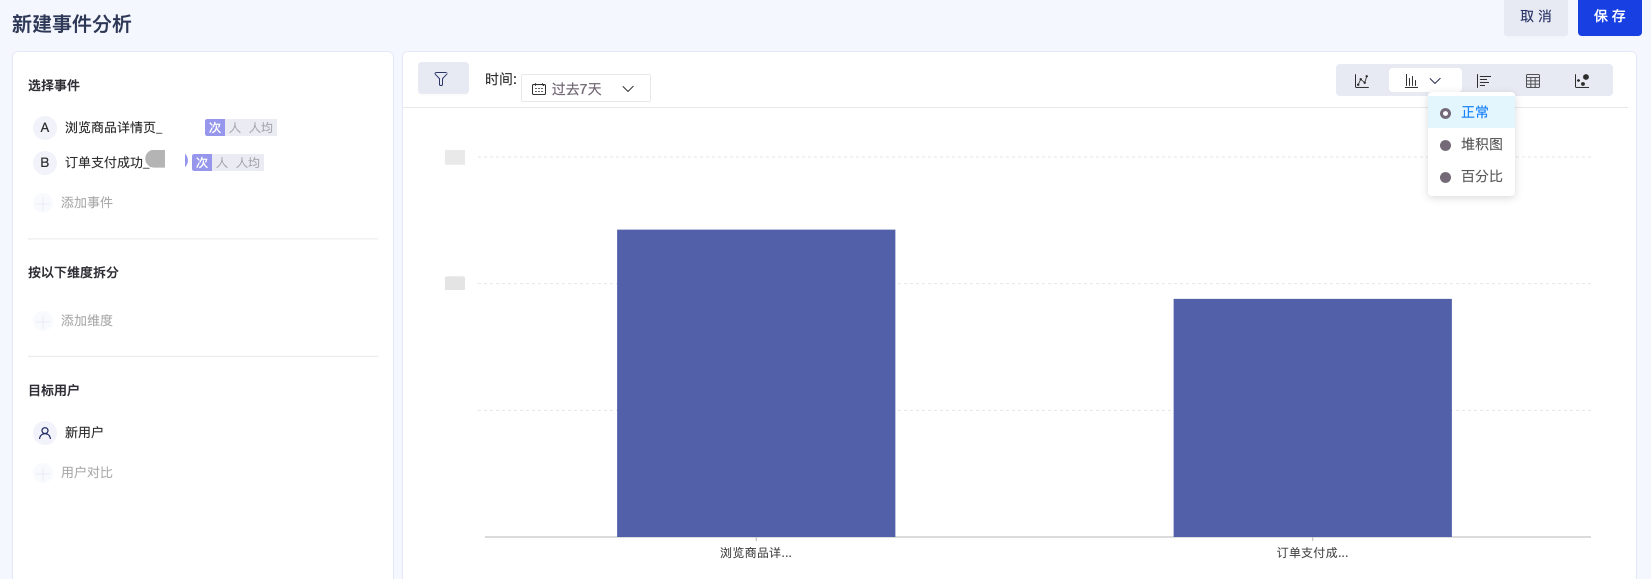 新建事件分析
取 消
保 存
选择事件
A 浏览商品详情页_ 次 人 人均
B 订单支付成功_ 次 人 人均
添加事件
按以下维度拆分
添加维度
目标用户
新用户
用户对比
时间: 过去7天
正常
堆积图
百分比
浏览商品详...
订单支付成...